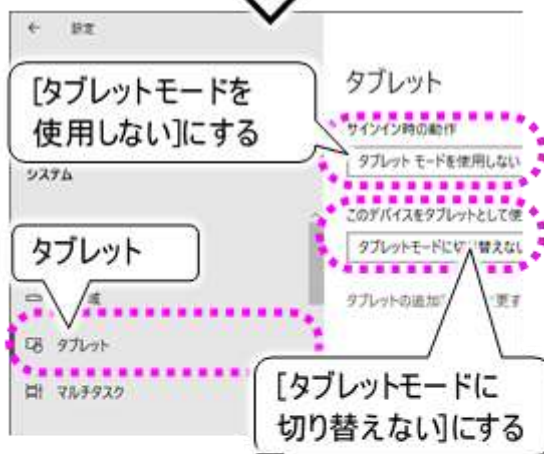 設定
[タブレットモードを
使用しない]にする
システム
タブレット
タブレット
マルチタスク
タブレット
サインイン時の動作
タブレット モードを使用しない
このデバイスをタブレットとして使
タブレットモードに切り替えない
タブレットの追加
更す
[タブレットモードに
切り替えない]にする